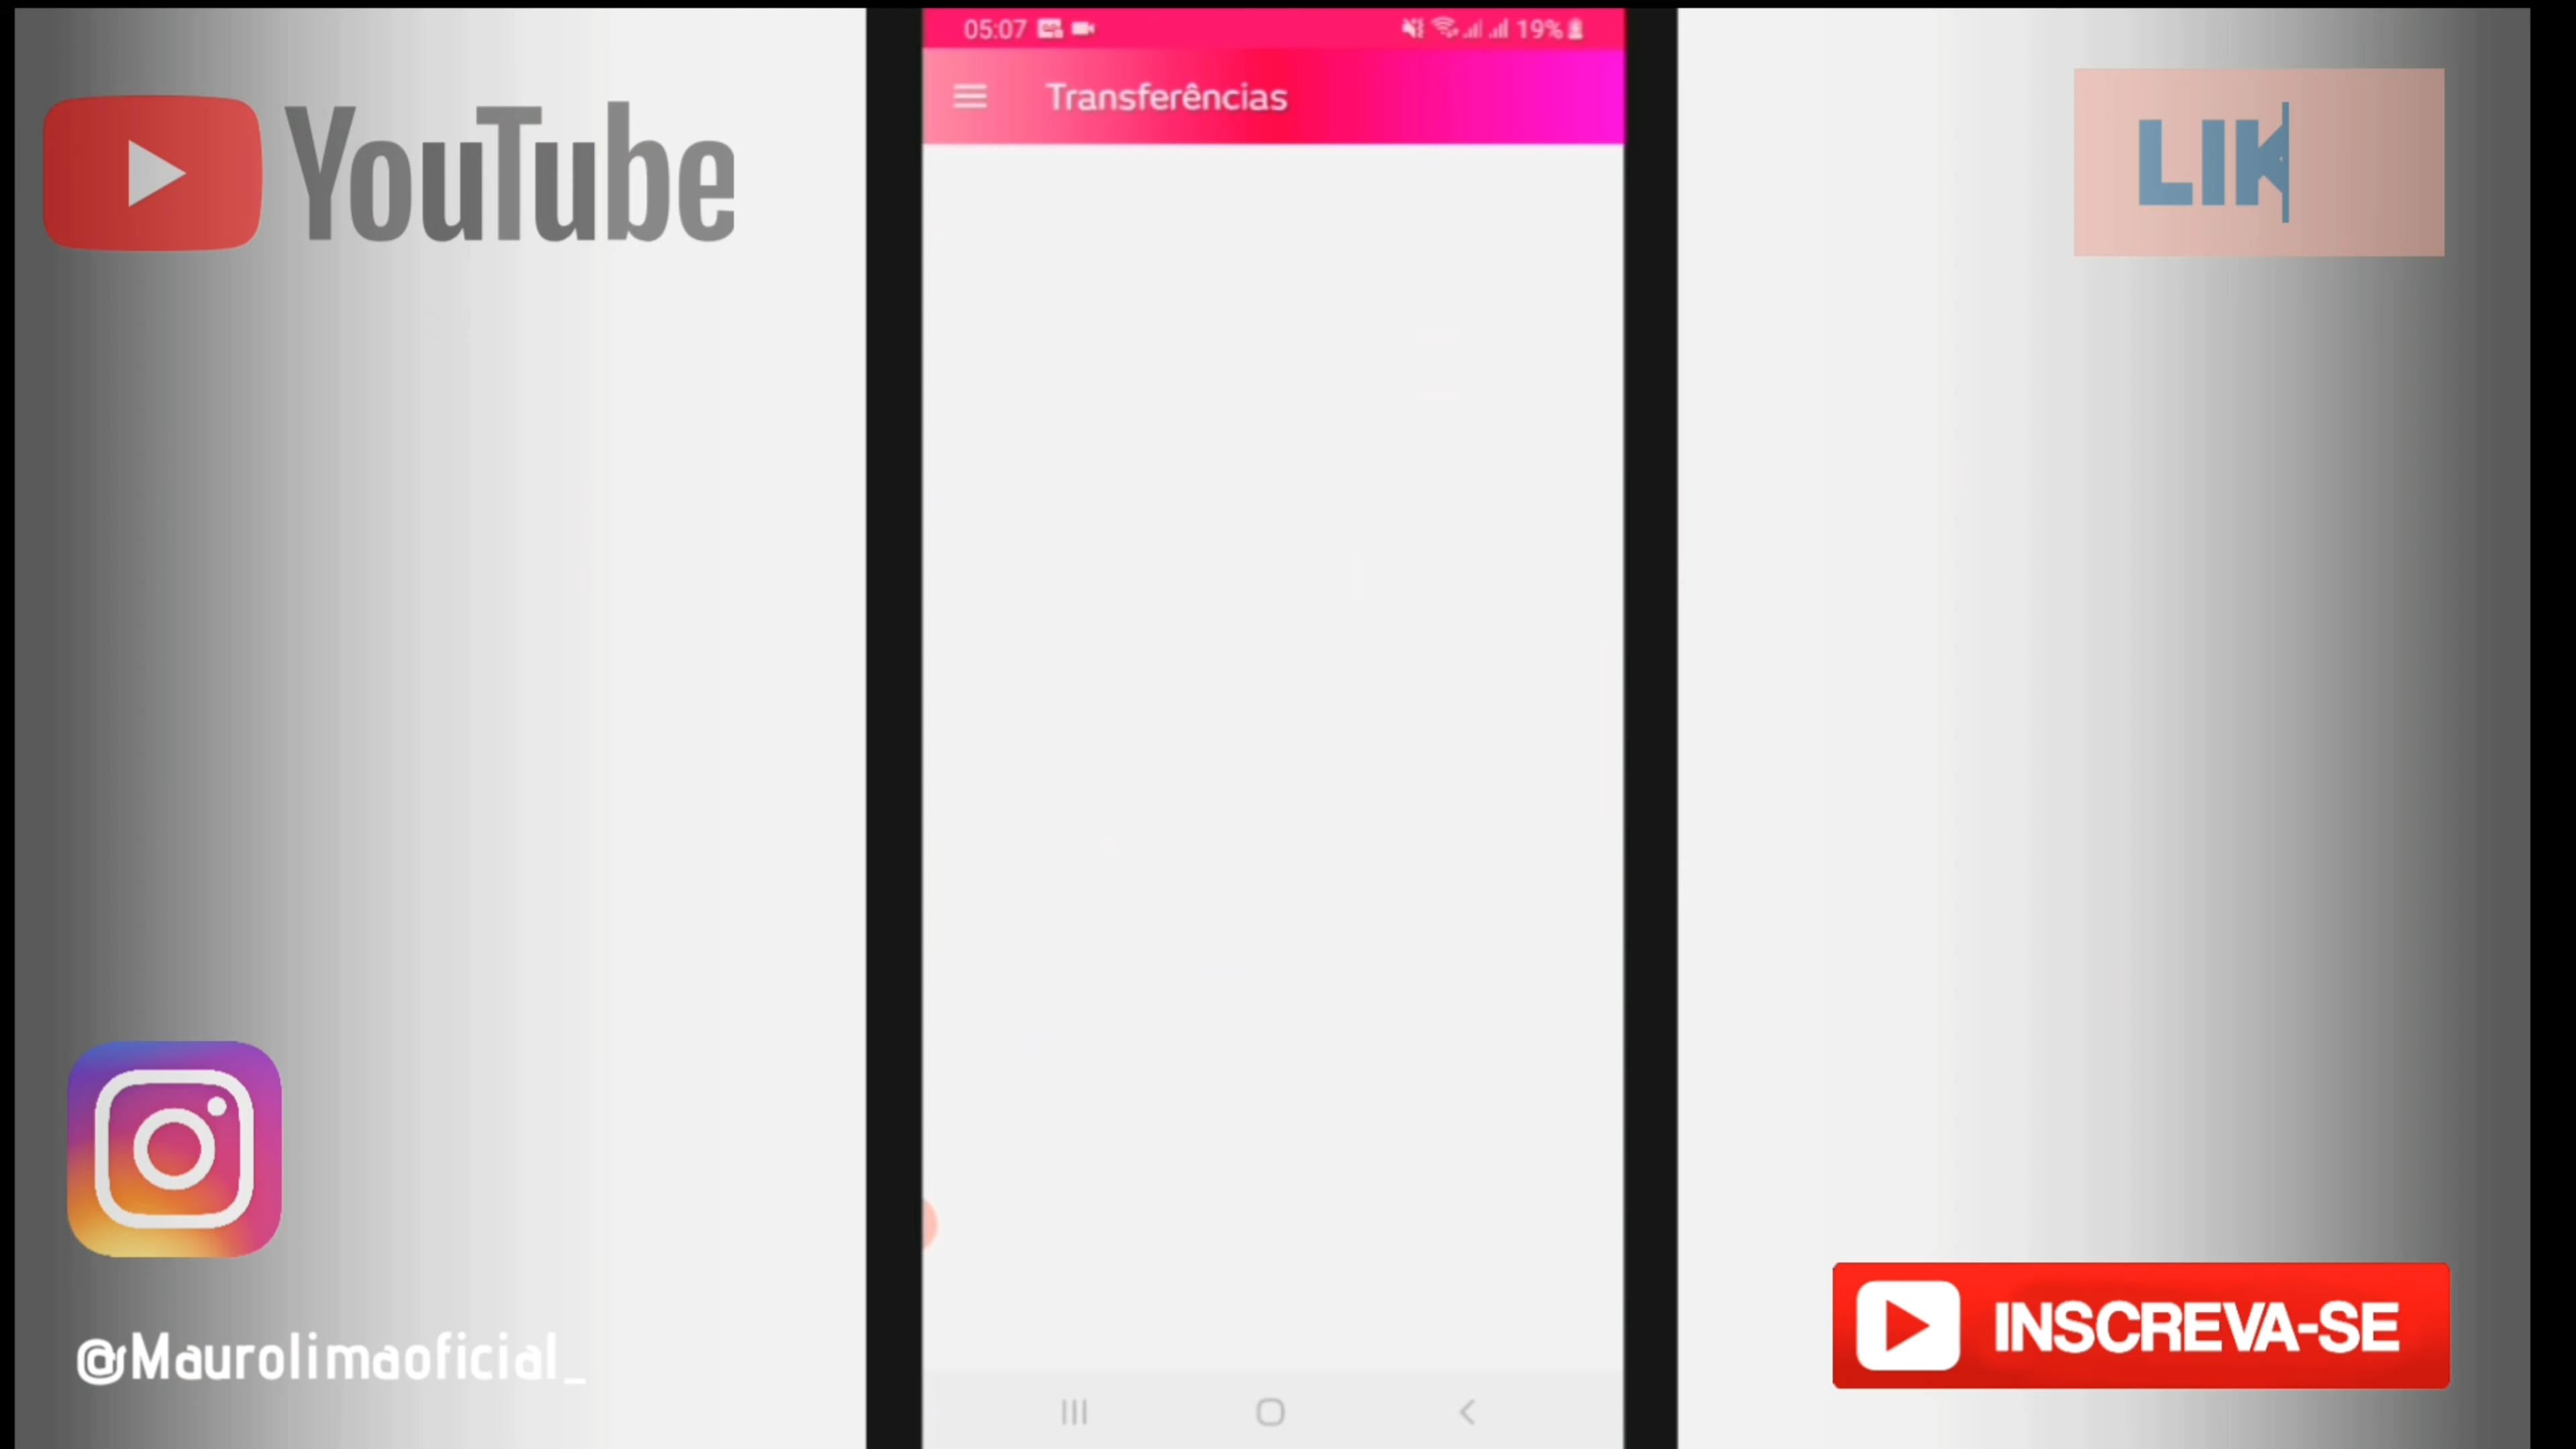 05:07
19%
Transferências
YouTube
LIK
@Maurolimaoficial_
INSCREVA-SE